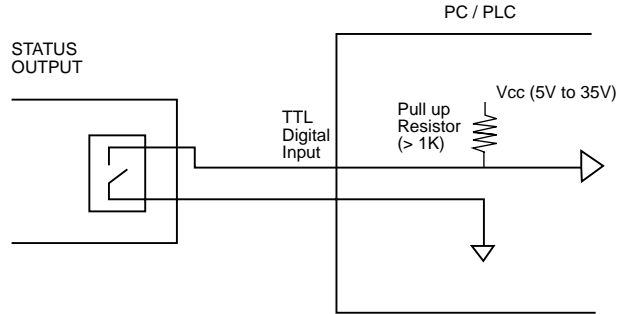 PC / PLC
STATUS
OUTPUT
Vcc (5V to 35V)
Pull up
Resistor
(> 1K)
TTL
Digital
Input